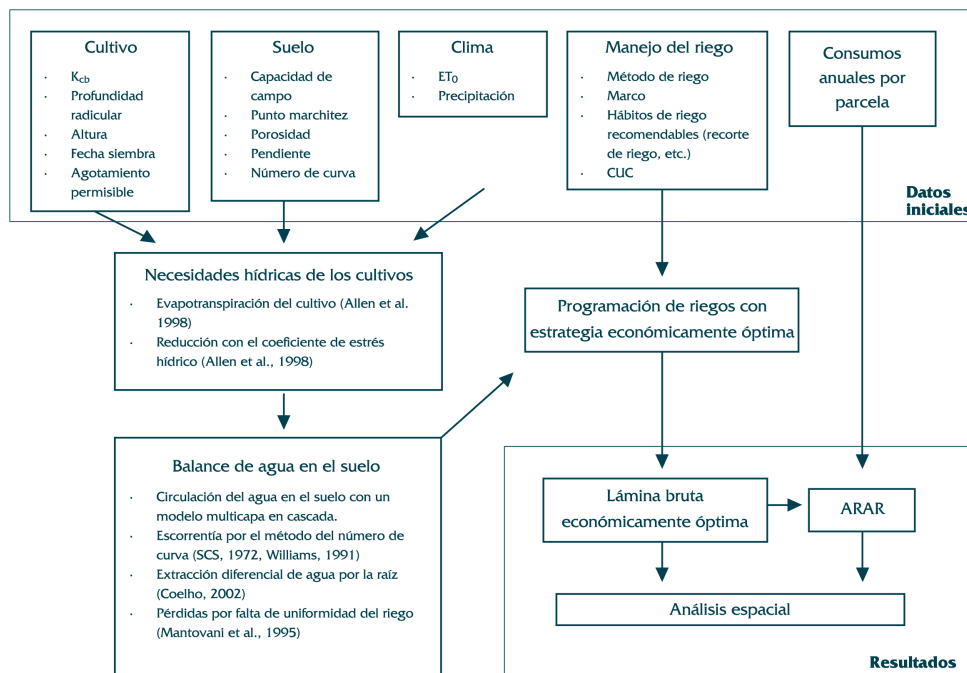 Cultivo
· Kcb
· Profundidad
radicular
· Altura
· Fecha siembra
· Agotamiento
permisible
Suelo
· Capacidad de
campo
· Punto marchitez
· Porosidad
· Pendiente
· Número de curva
Clima
· ET0
· Precipitación
Manejo del riego
· Método de riego
· Marco
· Hábitos de riego
recomendables (recorte
de riego, etc.)
· CUC
Consumos
anuales por
parcela
Datos
iniciales
Necesidades hídricas de los cultivos
· Evapotranspiración del cultivo (Allen et al.
1998)
· Reducción con el coeficiente de estrés
hídrico (Allen et al., 1998)
Programación de riegos con
estrategia económicamente óptima
Balance de agua en el suelo
· Circulación del agua en el suelo con un
modelo multicapa en cascada.
· Escorrentía por el método del número de
curva (SCS, 1972, Williams, 1991)
· Extracción diferencial de agua por la raíz
(Coelho, 2002)
· Pérdidas por falta de uniformidad del riego
(Mantovani et al., 1995)
Lámina bruta
económicamente óptima
ARAR
Análisis espacial
Resultados